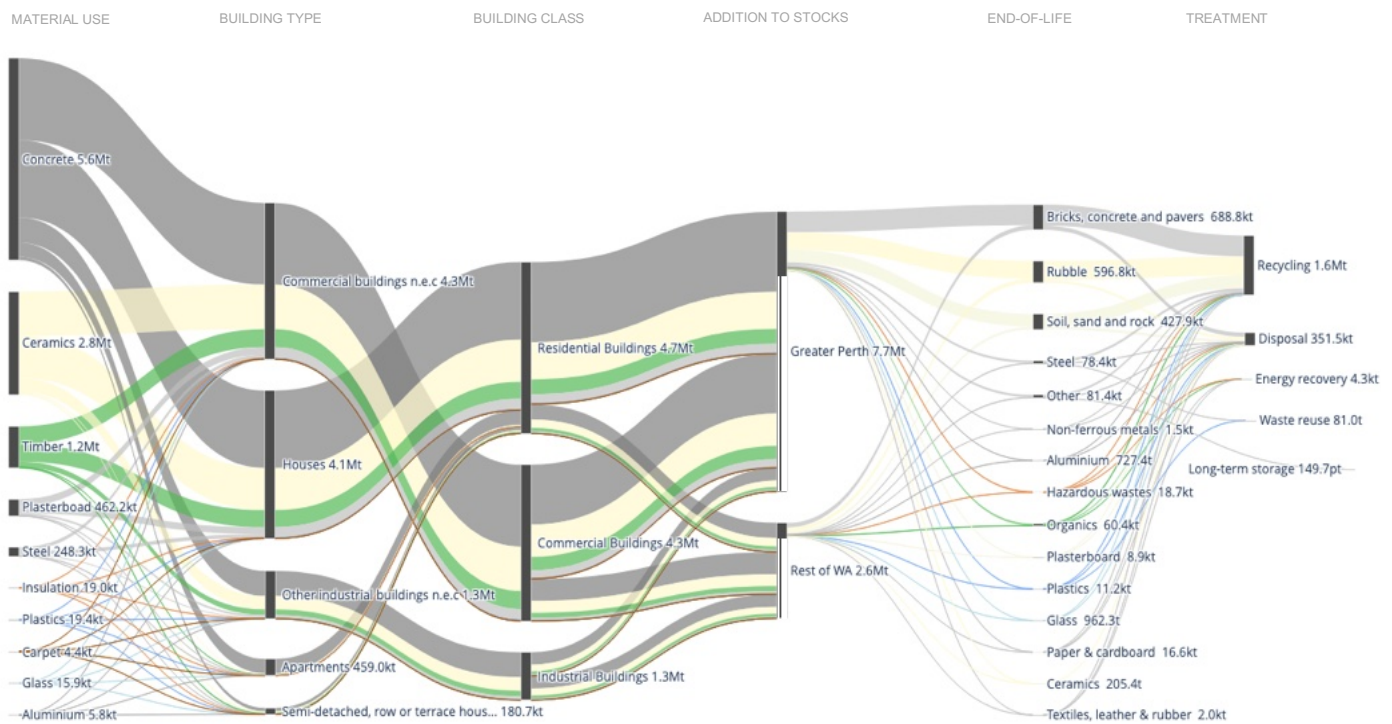 MATERIAL USE
BUILDING TYPE
BUILDING CLASS
ADDITION TO STOCKS
END-OF-LIFE
TREATMENT
Concrete 5.6Mt
Ceramics 2.8Mt
Timber 1.2Mt
Plasterboad 462.2kt
Steel 248.3kt
Insulation 19.0kt
Plastics 19.4kt
Carpet 4.4kt
Glass 15.9kt
Aluminium 5.8kt
Commercial buildings n.e.c 4.3Mt
Houses 4.1Mt
Other industrial buildings n.e.c 1.3Mt
Apartments 459.0kt
Semi-detached, row or terrace hous... 180.7kt
Residential Buildings 4.7Mt
Commercial Buildings 4.3Mt
Industrial Buildings 1.3Mt
Greater Perth 7.7Mt
Rest of WA 2.6Mt
Bricks, concrete and pavers 688.8kt
Rubble 596.8kt
Soil, sand and rock 427.9kt
Steel 78.4kt
Other 81.4kt
Non-ferrous metals 1.5kt
Aluminium 727.4t
Hazardous wastes 18.7kt
Organics 60.4kt
Plasterboard 8.9kt
Plastics 11.2kt
Glass 962.3t
Paper & cardboard 16.6kt
Ceramics 205.4t
Textiles, leather & rubber 2.0kt
Recycling 1.6Mt
Disposal 351.5kt
Energy recovery 4.3kt
Waste reuse 81.0t
Long-term storage 149.7pt